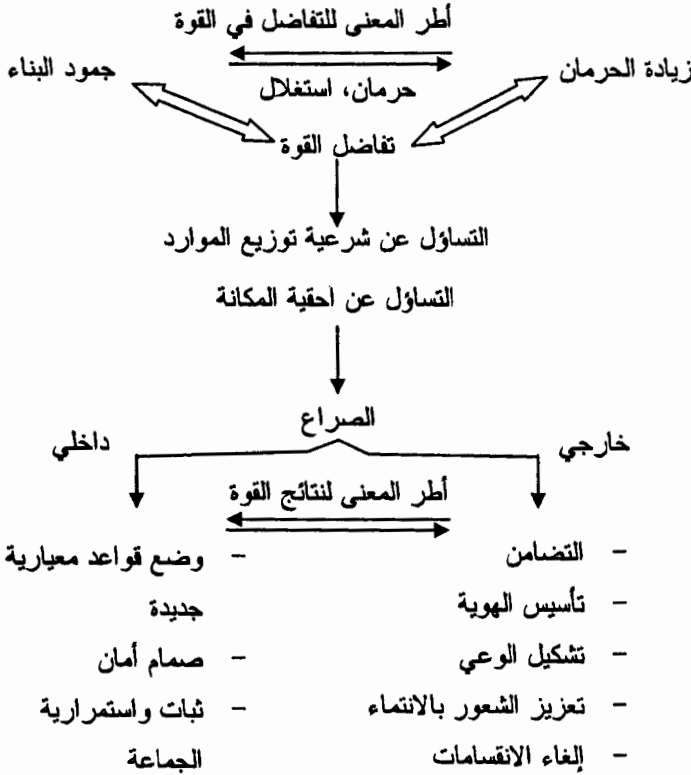 أطر المعنى للتفاضل في القوة
زيادة الحرمان
جمود البناء
حرمان، استغلال
تفاضل القوة
التساؤل عن شرعية توزيع الموارد
التساؤل عن احقية المكانة
الصراع
خارجي
داخلي
أطر المعنى لنتائج القوة
– التضامن
– تأسيس الهوية
– تشكيل الوعي
– تعزيز الشعور بالانتماء
– إلغاء الانقسامات
– وضع قواعد معيارية
جديدة
– صمام أمان
– ثبات واستمرارية
الجماعة